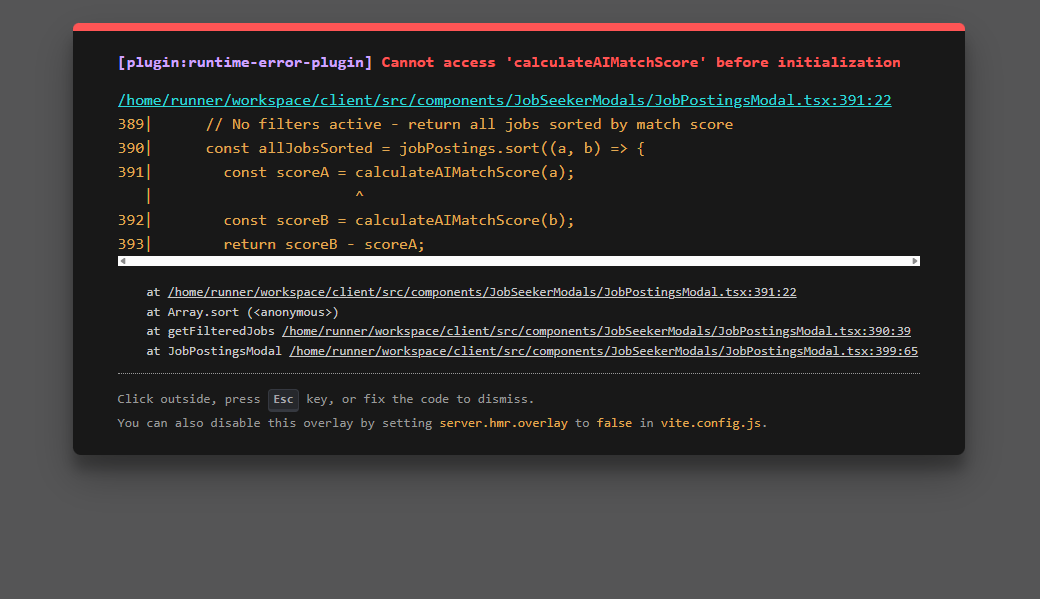 [plugin:runtime-error-plugin] Cannot access 'calculateAIMatchScore' before initialization
/home/runner/workspace/client/src/components/JobSeekerModals/JobPostingsModal.tsx:391:22
389|      // No filters active - return all jobs sorted by match score
390|      const allJobsSorted = jobPostings.sort((a, b) => {
391|        const scoreA = calculateAIMatchScore(a);
   |                       ^
392|        const scoreB = calculateAIMatchScore(b);
393|        return scoreB - scoreA;
at /home/runner/workspace/client/src/components/JobSeekerModals/JobPostingsModal.tsx:391:22
at Array.sort (<anonymous>)
at getFilteredJobs /home/runner/workspace/client/src/components/JobSeekerModals/JobPostingsModal.tsx:390:39
at JobPostingsModal /home/runner/workspace/client/src/components/JobSeekerModals/JobPostingsModal.tsx:399:65
Click outside, press Esc key, or fix the code to dismiss.
You can also disable this overlay by setting server.hmr.overlay to false in vite.config.js.